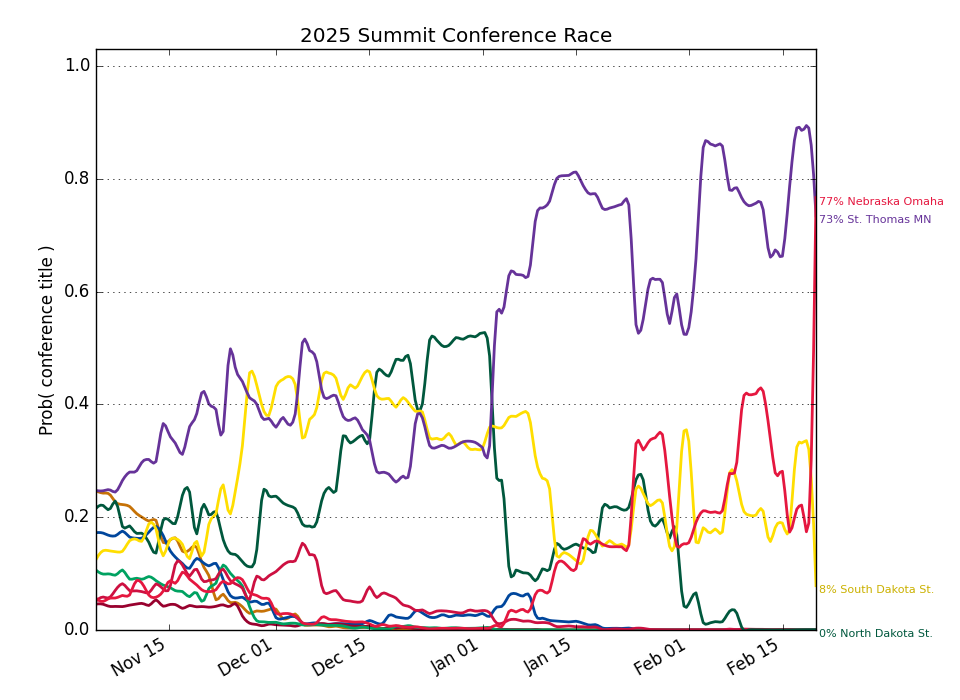 2025 Summit Conference Race
Prob( conference title )
1.0
0.8
0.6
0.4
0.2
0.0
77% Nebraska Omaha
73% St. Thomas MN
8% South Dakota St.
0% North Dakota St.
Nov 15
Dec 01
Dec 15
Jan 01
Jan 15
Feb 01
Feb 15